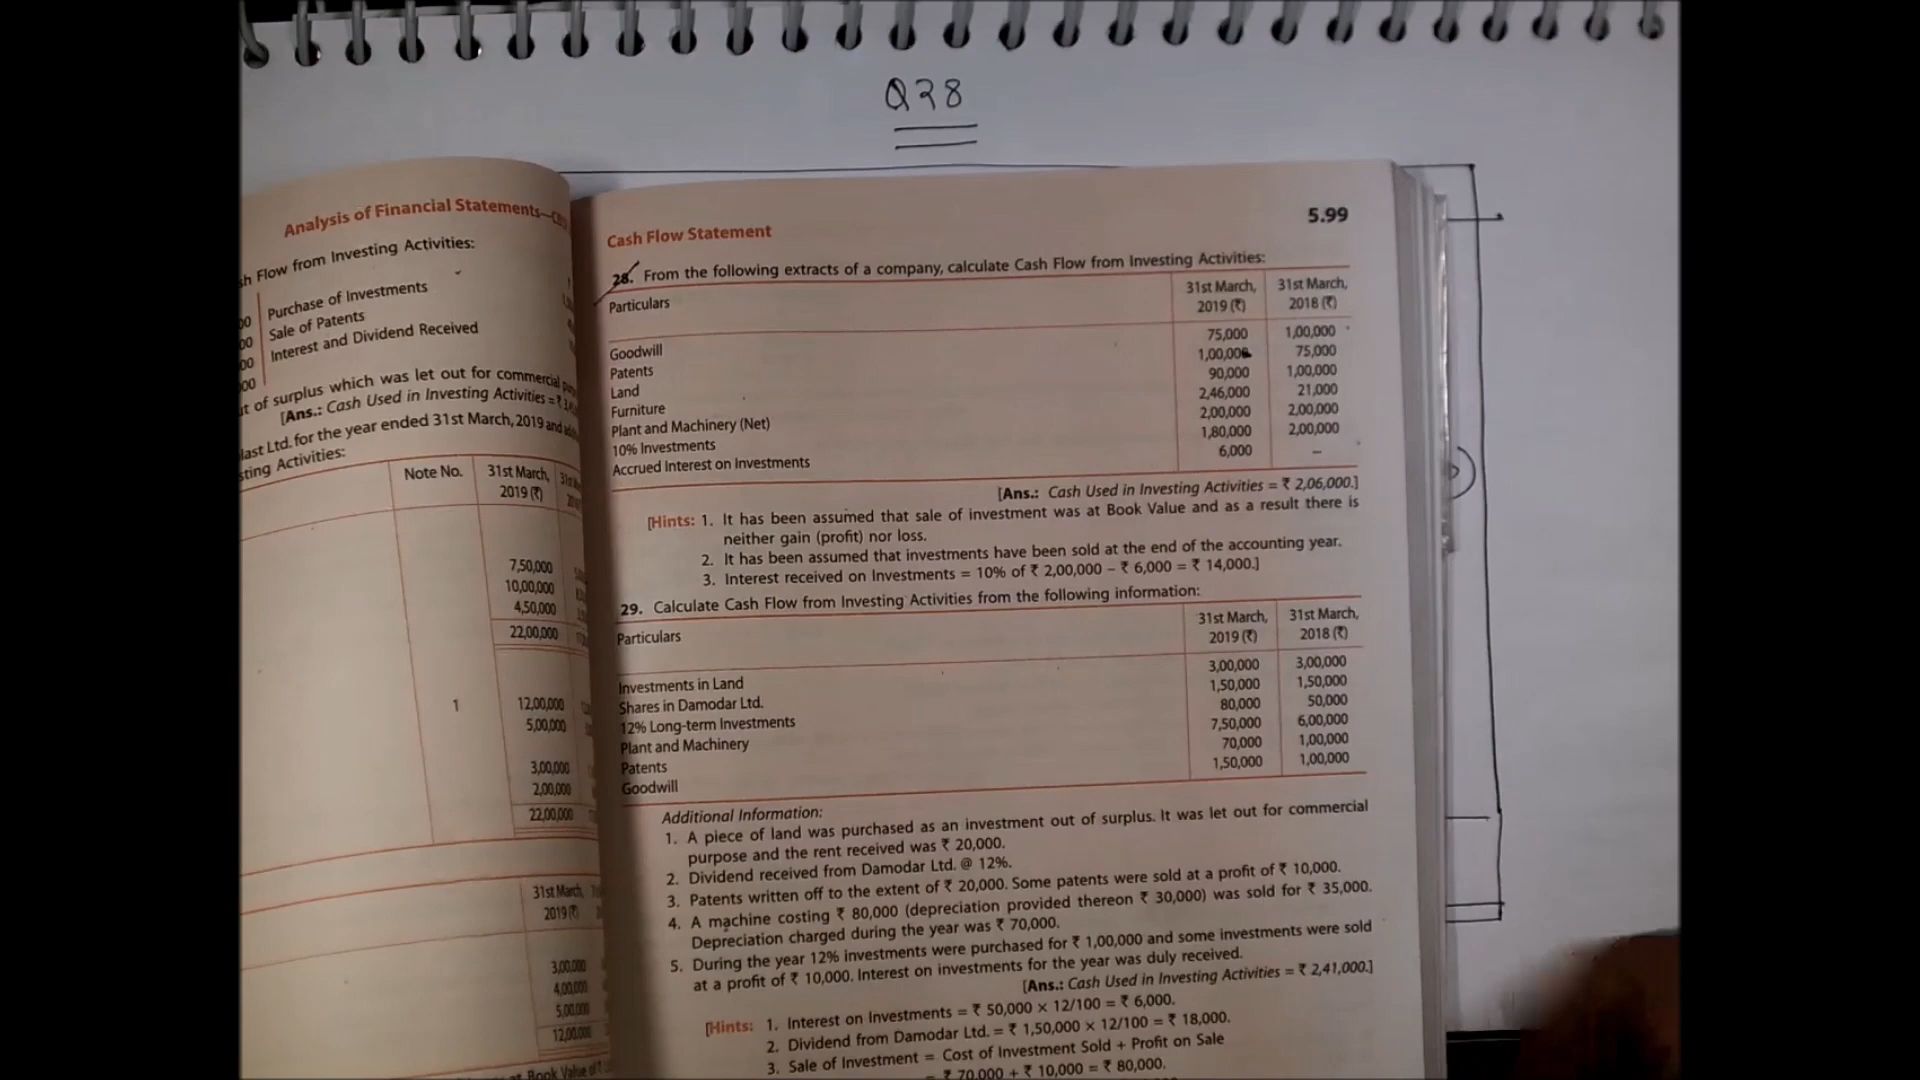 Q28
Analysis of Financial Statements—
Flow from Investing Activities:
Purchase of Investments
Sale of Patents
Interest and Dividend Received
of surplus which was let out for commercial
[Ans.: Cash Used in Investing Activities = ₹
Ltd. for the year ended 31st March, 2019 and
Activities:
Note No.
31st March,
2019 (₹)
7,50,000
10,00,000
4,50,000
22,00,000
1
12,00,000
5,00,000
3,00,000
2,00,000
22,00,000
31st March,
2019 (₹)
3,00,000
4,00,000
5,00,000
12,00,000
Book Value of
Cash Flow Statement
5.99
28. From the following extracts of a company, calculate Cash Flow from Investing Activities:
Particulars 31st March, 2019 (₹) 31st March, 2018 (₹)
Goodwill 75,000 1,00,000
Patents 1,00,000 75,000
Land 90,000 1,00,000
Furniture 2,46,000 21,000
Plant and Machinery (Net) 2,00,000 2,00,000
10% Investments 1,80,000 2,00,000
Accrued Interest on Investments 6,000 --
[Ans.: Cash Used in Investing Activities = ₹ 2,06,000.]
[Hints: 1. It has been assumed that sale of investment was at Book Value and as a result there is
neither gain (profit) nor loss.
2. It has been assumed that investments have been sold at the end of the accounting year.
3. Interest received on Investments = 10% of ₹ 2,00,000 – ₹ 6,000 = ₹ 14,000.]
29. Calculate Cash Flow from Investing Activities from the following information:
Particulars 31st March, 2019 (₹) 31st March, 2018 (₹)
Investments in Land 3,00,000 3,00,000
Shares in Damodar Ltd. 1,50,000 1,50,000
12% Long-term Investments 80,000 50,000
Plant and Machinery 7,50,000 6,00,000
Patents 70,000 1,00,000
Goodwill 1,50,000 1,00,000
Additional Information:
1. A piece of land was purchased as an investment out of surplus. It was let out for commercial
purpose and the rent received was ₹ 20,000.
2. Dividend received from Damodar Ltd. @ 12%.
3. Patents written off to the extent of ₹ 20,000. Some patents were sold at a profit of ₹ 10,000.
4. A machine costing ₹ 80,000 (depreciation provided thereon ₹ 30,000) was sold for ₹ 35,000.
Depreciation charged during the year was ₹ 70,000.
5. During the year 12% investments were purchased for ₹ 1,00,000 and some investments were sold
at a profit of ₹ 10,000. Interest on investments for the year was duly received.
[Ans.: Cash Used in Investing Activities = ₹ 2,41,000.]
[Hints: 1. Interest on Investments = ₹ 50,000 × 12/100 = ₹ 6,000.
2. Dividend from Damodar Ltd. = ₹ 1,50,000 × 12/100 = ₹ 18,000.
3. Sale of Investment = Cost of Investment Sold + Profit on Sale
= ₹ 70,000 + ₹ 10,000 = ₹ 80,000.